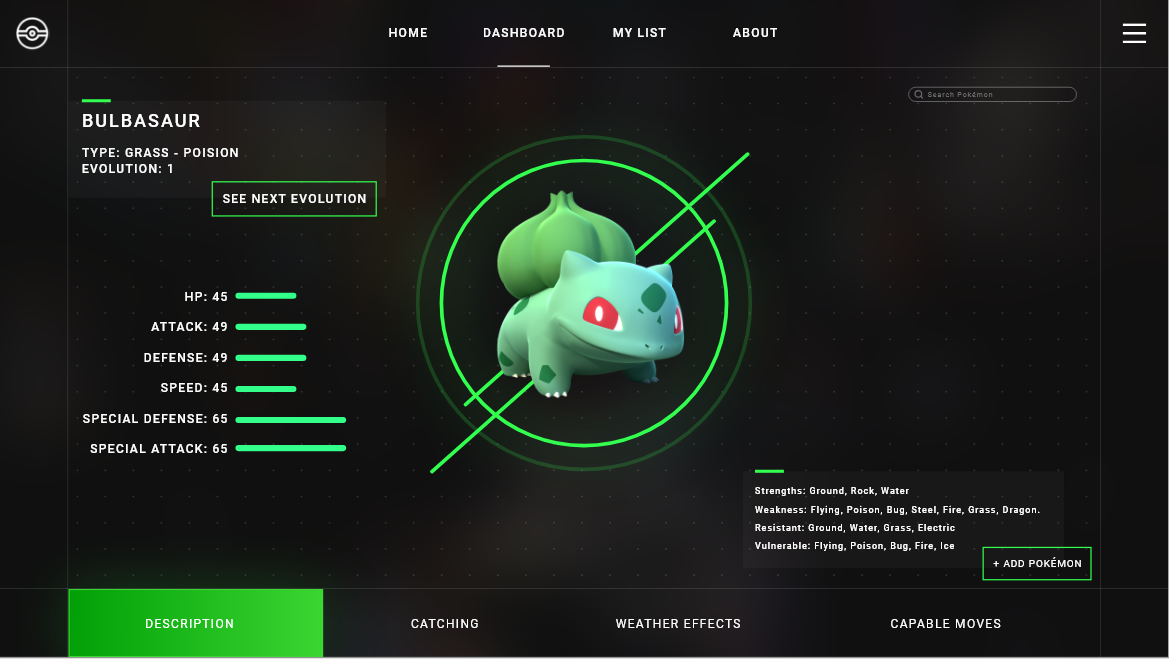 HOME
DASHBOARD
MY LIST
ABOUT
Search Pokémon
BULBASAUR
TYPE: GRASS - POISION
EVOLUTION: 1
SEE NEXT EVOLUTION
HP: 45
ATTACK: 49
DEFENSE: 49
SPEED: 45
SPECIAL DEFENSE: 65
SPECIAL ATTACK: 65
Strengths: Ground, Rock, Water
Weakness: Flying, Poison, Bug, Steel, Fire, Grass, Dragon.
Resistant: Ground, Water, Grass, Electric
Vulnerable: Flying, Poison, Bug, Fire, Ice
+ ADD POKÉMON
DESCRIPTION
CATCHING
WEATHER EFFECTS
CAPABLE MOVES